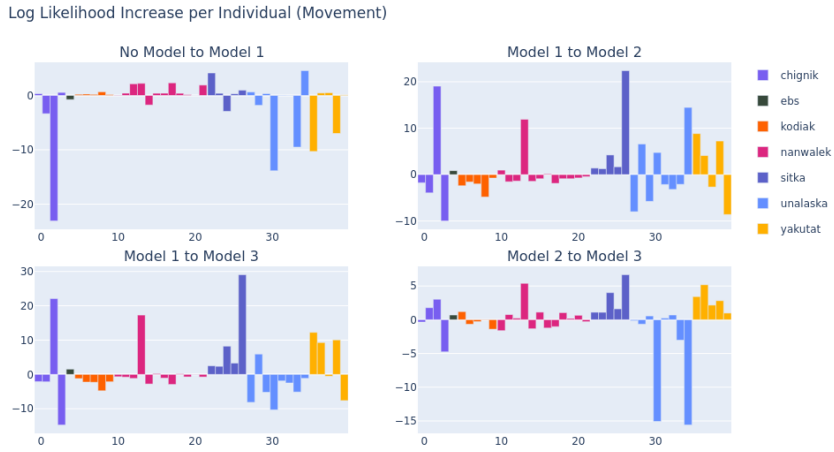 Log Likelihood Increase per Individual (Movement)
No Model to Model 1
0
−10
−20
0 10 20 30
Model 1 to Model 2
20
10
0
−10
0 10 20 30
Model 1 to Model 3
30
20
10
0
−10
0 10 20 30
Model 2 to Model 3
5
0
−5
−10
−15
0 10 20 30
chignik
ebs
kodiak
nanwalek
sitka
unalaska
yakutat